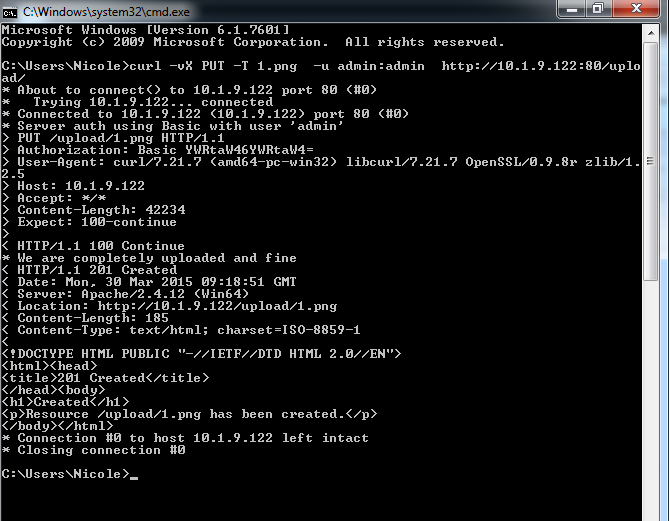 C:\Windows\system32\cmd.exe
Microsoft Windows [Version 6.1.7601]
Copyright (c) 2009 Microsoft Corporation.  All rights reserved.
C:\Users\Nicole>curl -vX PUT -T 1.png  -u admin:admin  http://10.1.9.122:80/uplo
ad/
* About to connect() to 10.1.9.122 port 80 (#0)
*   Trying 10.1.9.122... connected
* Connected to 10.1.9.122 (10.1.9.122) port 80 (#0)
* Server auth using Basic with user 'admin'
> PUT /upload/1.png HTTP/1.1
> Authorization: Basic YWRtaW46YWRtaW4=
> User-Agent: curl/7.21.7 (amd64-pc-win32) libcurl/7.21.7 OpenSSL/0.9.8r zlib/1.
2.5
> Host: 10.1.9.122
> Accept: */*
> Content-Length: 42234
> Expect: 100-continue
>
< HTTP/1.1 100 Continue
* We are completely uploaded and fine
< HTTP/1.1 201 Created
< Date: Mon, 30 Mar 2015 09:18:51 GMT
< Server: Apache/2.4.12 (Win64)
< Location: http://10.1.9.122/upload/1.png
< Content-Length: 185
< Content-Type: text/html; charset=ISO-8859-1
<
<!DOCTYPE HTML PUBLIC "-//IETF//DTD HTML 2.0//EN">
<html><head>
<title>201 Created</title>
</head><body>
<h1>Created</h1>
<p>Resource /upload/1.png has been created.</p>
</body></html>
* Connection #0 to host 10.1.9.122 left intact
* Closing connection #0
C:\Users\Nicole>_